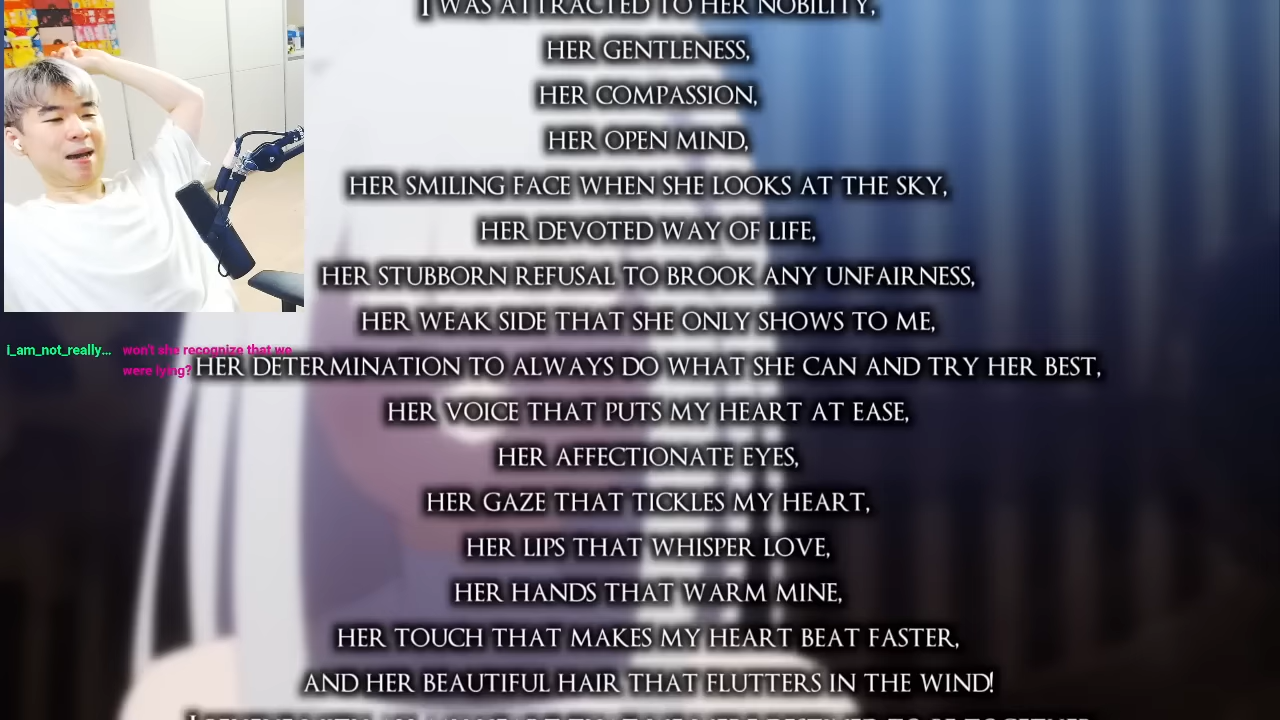 I WAS ATTRACTED TO HER NOBILITY,
HER GENTLENESS,
HER COMPASSION,
HER OPEN MIND,
HER SMILING FACE WHEN SHE LOOKS AT THE SKY,
HER DEVOTED WAY OF LIFE,
HER STUBBORN REFUSAL TO BROOK ANY UNFAIRNESS,
HER WEAK SIDE THAT SHE ONLY SHOWS TO ME,
i_am_not_really... won't she recognize that we
were lying?
HER DETERMINATION TO ALWAYS DO WHAT SHE CAN AND TRY HER BEST,
HER VOICE THAT PUTS MY HEART AT EASE,
HER AFFECTIONATE EYES,
HER GAZE THAT TICKLES MY HEART,
HER LIPS THAT WHISPER LOVE,
HER HANDS THAT WARM MINE,
HER TOUCH THAT MAKES MY HEART BEAT FASTER,
AND HER BEAUTIFUL HAIR THAT FLUTTERS IN THE WIND!